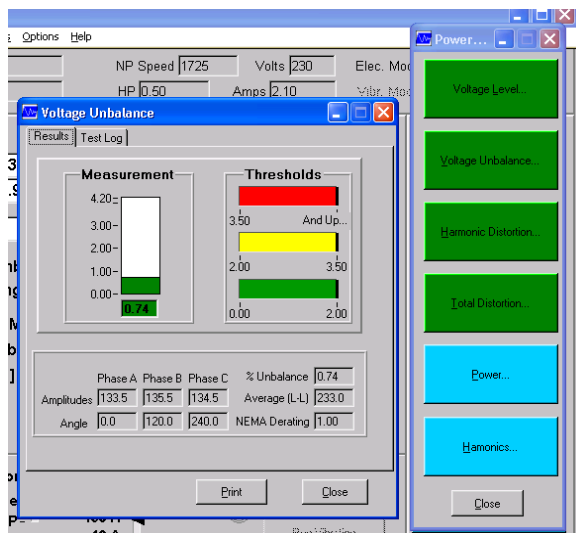 Options Help
NP Speed 1725 Volts 230 Elec.
HP 0.50 Amps 2.10 Vibr.
Voltage Unbalance
Results Test Log
Measurement
4.20
3.00
2.00
1.00
0.00
0.74
Thresholds
3.50 And Up...
2.00 3.50
0.00 2.00
Phase A Phase B Phase C
Amplitudes 133.5 135.5 134.5
Angle 0.0 120.0 240.0
% Unbalance 0.74
Average (L-L) 233.0
NEMA Derating 1.00
Print Close
Power...
Voltage Level...
Voltage Unbalance...
Harmonic Distortion...
Total Distortion...
Power...
Hamonics...
Close